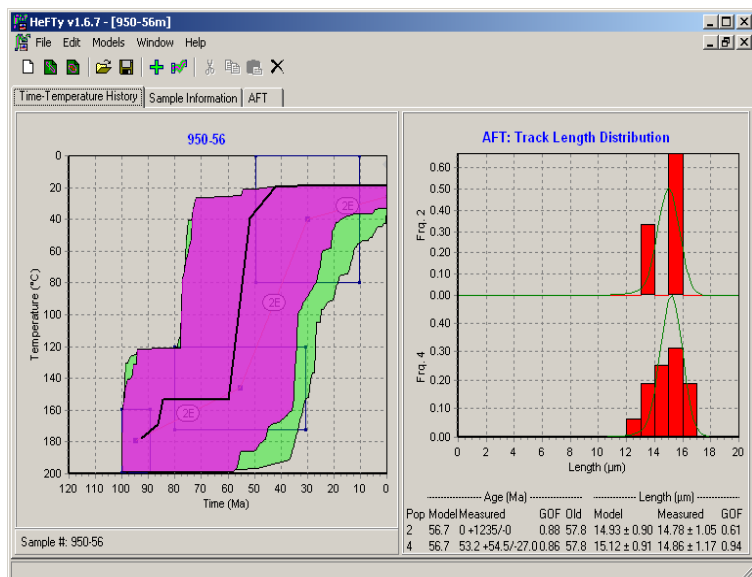 HeFTy v1.6.7 - [950-56m]
File Edit Models Window Help
Time-Temperature History Sample Information AFT
950-56
0
20
40
60
80
100
120
140
160
180
200
Temperature (°C)
2E
2E
2E
120 110 100 90 80 70 60 50 40 30 20 10 0
Time (Ma)
Sample #: 950-56
AFT: Track Length Distribution
0.60
0.50
0.40
0.30
0.20
0.10
0.00
Frq. 2
0.40
0.30
0.20
0.10
0.00
Frq. 4
0 2 4 6 8 10 12 14 16 18 20
Length (µm)
Age (Ma) Length (µm)
Pop Model Measured GOF Old Model Measured GOF
2 56.7 0 +1235/-0 0.88 57.8 14.93 ± 0.90 14.78 ± 1.05 0.61
4 56.7 53.2 +54.5/-27.0 0.86 57.8 15.12 ± 0.91 14.86 ± 1.17 0.94